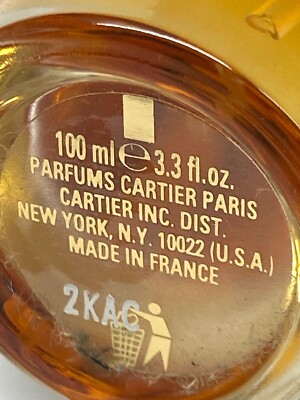 100 ml ℮ 3.3 fl.oz.
PARFUMS CARTIER PARIS
CARTIER INC. DIST.
NEW YORK, N.Y. 10022 (U.S.A.)
MADE IN FRANCE
2KAC